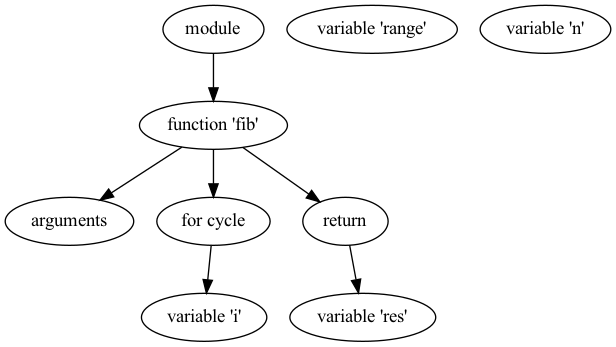 module
variable 'range'
variable 'n'
function 'fib'
arguments
for cycle
return
variable 'i'
variable 'res'